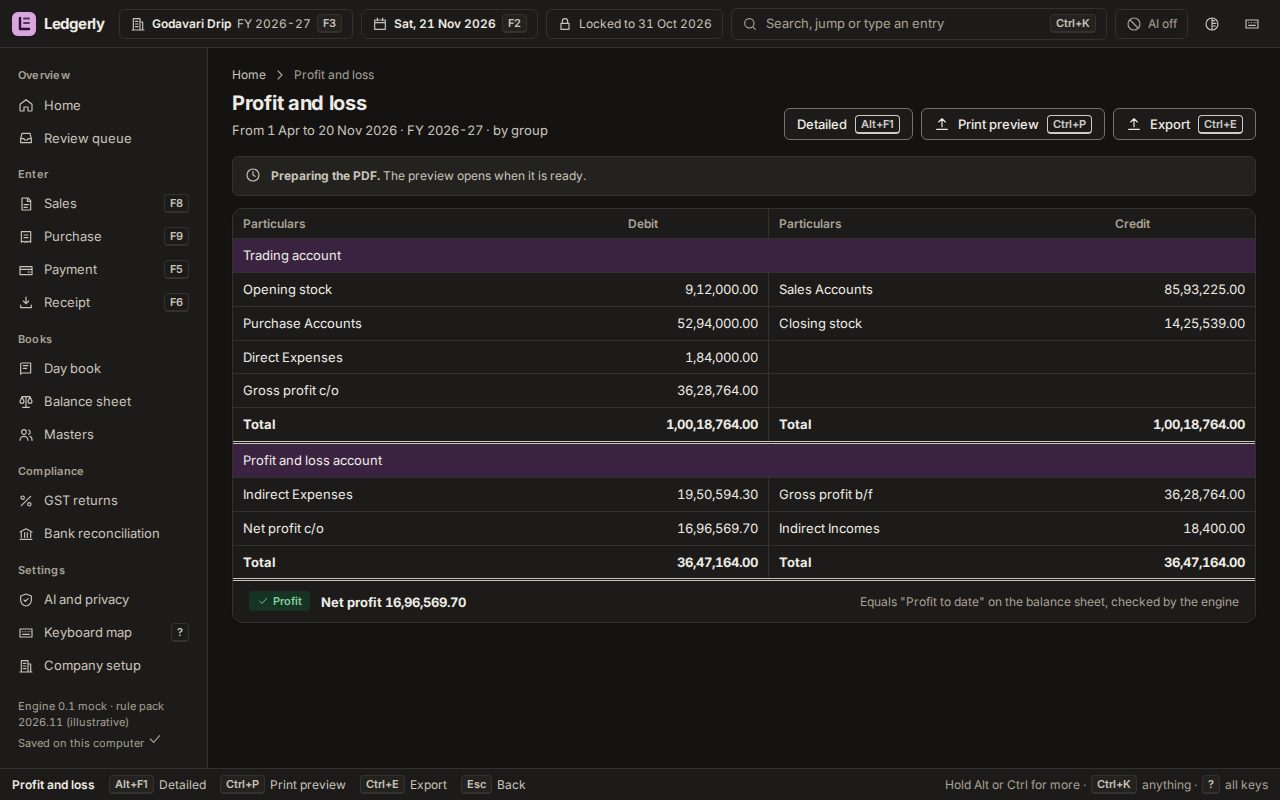 Ledgerly
Godavari Drip FY 2026-27 F3
Sat, 21 Nov 2026 F2
Locked to 31 Oct 2026
Search, jump or type an entry Ctrl+K
AI off
Overview
Home
Review queue
Enter
Sales F8
Purchase F9
Payment F5
Receipt F6
Books
Day book
Balance sheet
Masters
Compliance
GST returns
Bank reconciliation
Settings
AI and privacy
Keyboard map ?
Company setup
Engine 0.1 mock · rule pack
2026.11 (illustrative)
Saved on this computer
Home > Profit and loss
Profit and loss
From 1 Apr to 20 Nov 2026 · FY 2026-27 · by group
Detailed Alt+F1
Print preview Ctrl+P
Export Ctrl+E
Preparing the PDF. The preview opens when it is ready.
Particulars Debit Particulars Credit
Trading account
Opening stock 9,12,000.00 Sales Accounts 85,93,225.00
Purchase Accounts 52,94,000.00 Closing stock 14,25,539.00
Direct Expenses 1,84,000.00
Gross profit c/o 36,28,764.00
Total 1,00,18,764.00 Total 1,00,18,764.00
Profit and loss account
Indirect Expenses 19,50,594.30 Gross profit b/f 36,28,764.00
Net profit c/o 16,96,569.70 Indirect Incomes 18,400.00
Total 36,47,164.00 Total 36,47,164.00
Profit Net profit 16,96,569.70 Equals "Profit to date" on the balance sheet, checked by the engine
Profit and loss Alt+F1 Detailed Ctrl+P Print preview Ctrl+E Export Esc Back Hold Alt or Ctrl for more · Ctrl+K anything · ? all keys